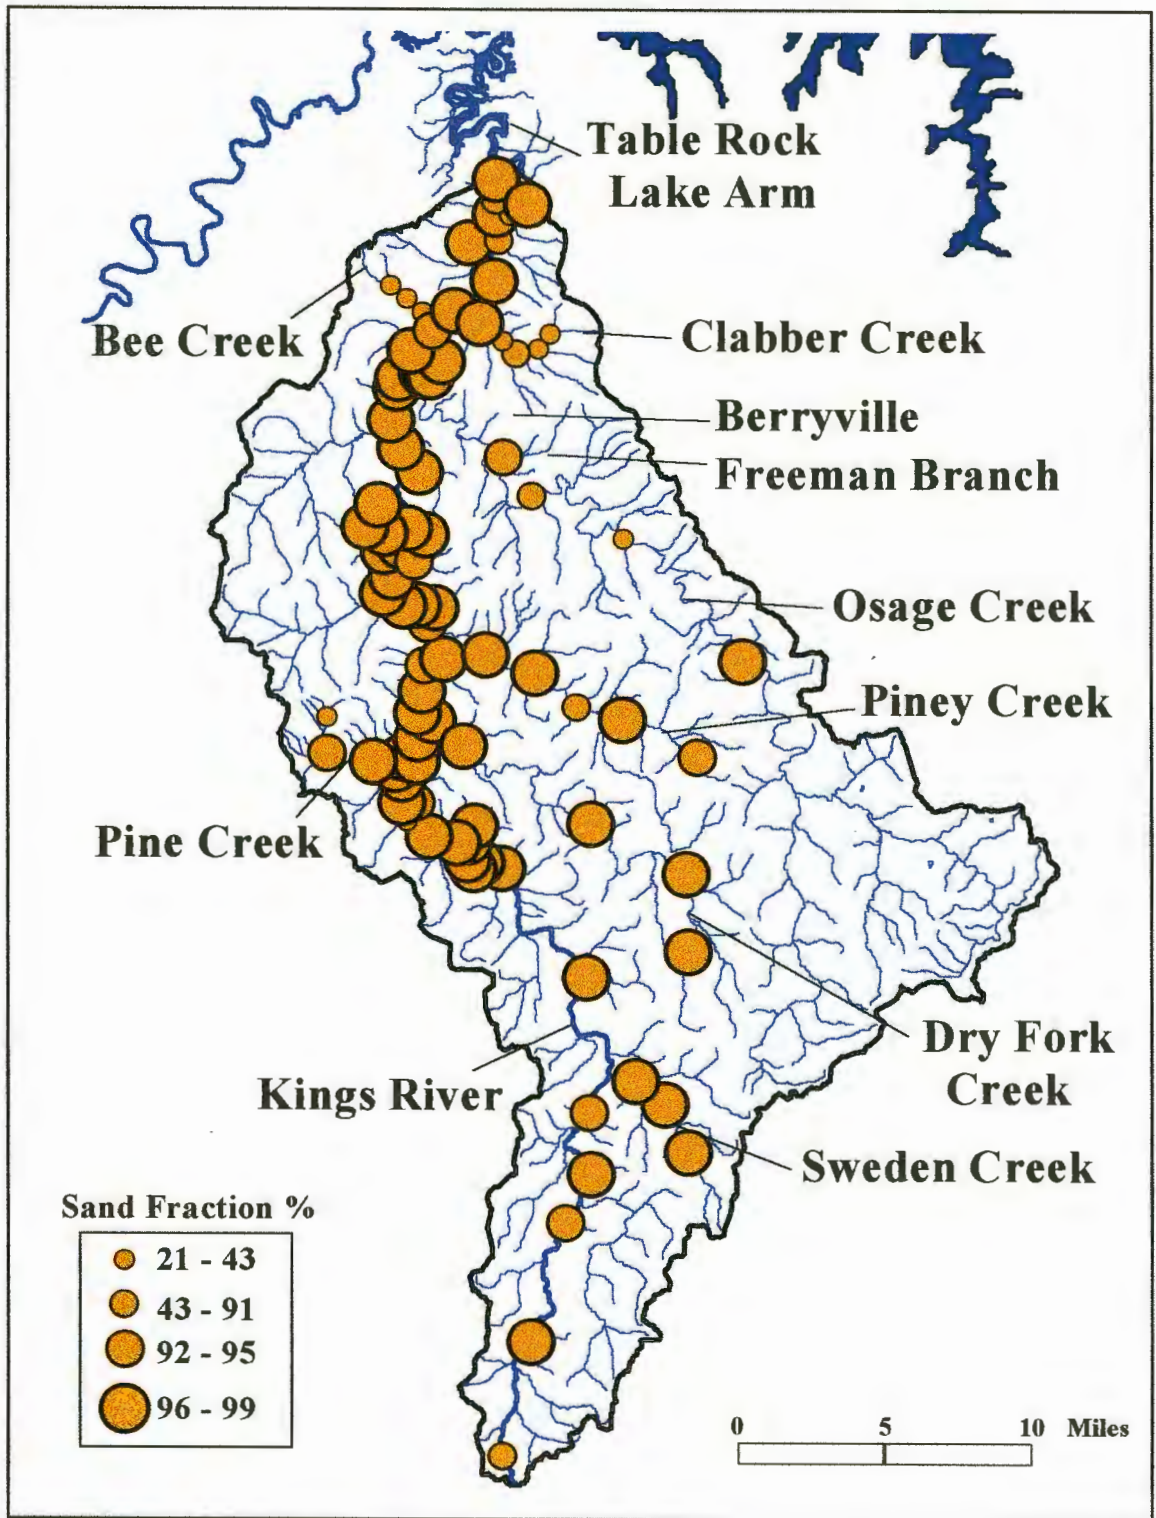 Table Rock
Lake Arm
Bee Creek
Clabber Creek
Berryville
Freeman Branch
Osage Creek
Piney Creek
Pine Creek
Dry Fork
Creek
Kings River
Sweden Creek
Sand Fraction %
21 - 43
43 - 91
92 - 95
96 - 99
0 5 10 Miles